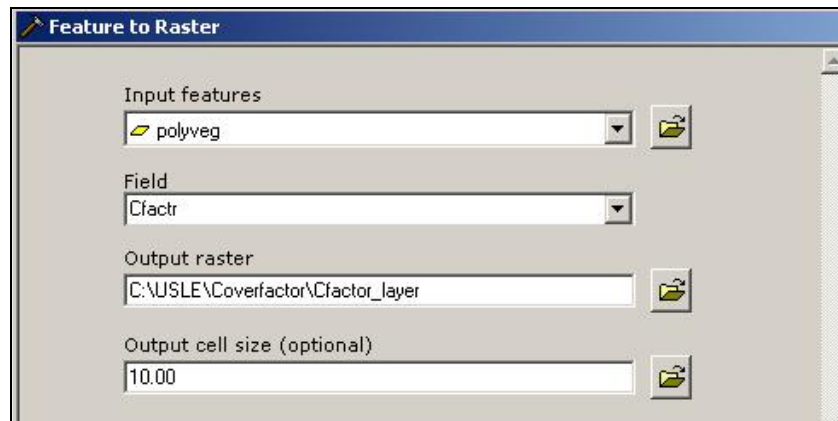 Feature to Raster
Input features
polyveg
Field
Cfactr
Output raster
C:\USLE\Coverfactor\Cfactor_layer
Output cell size (optional)
10.00